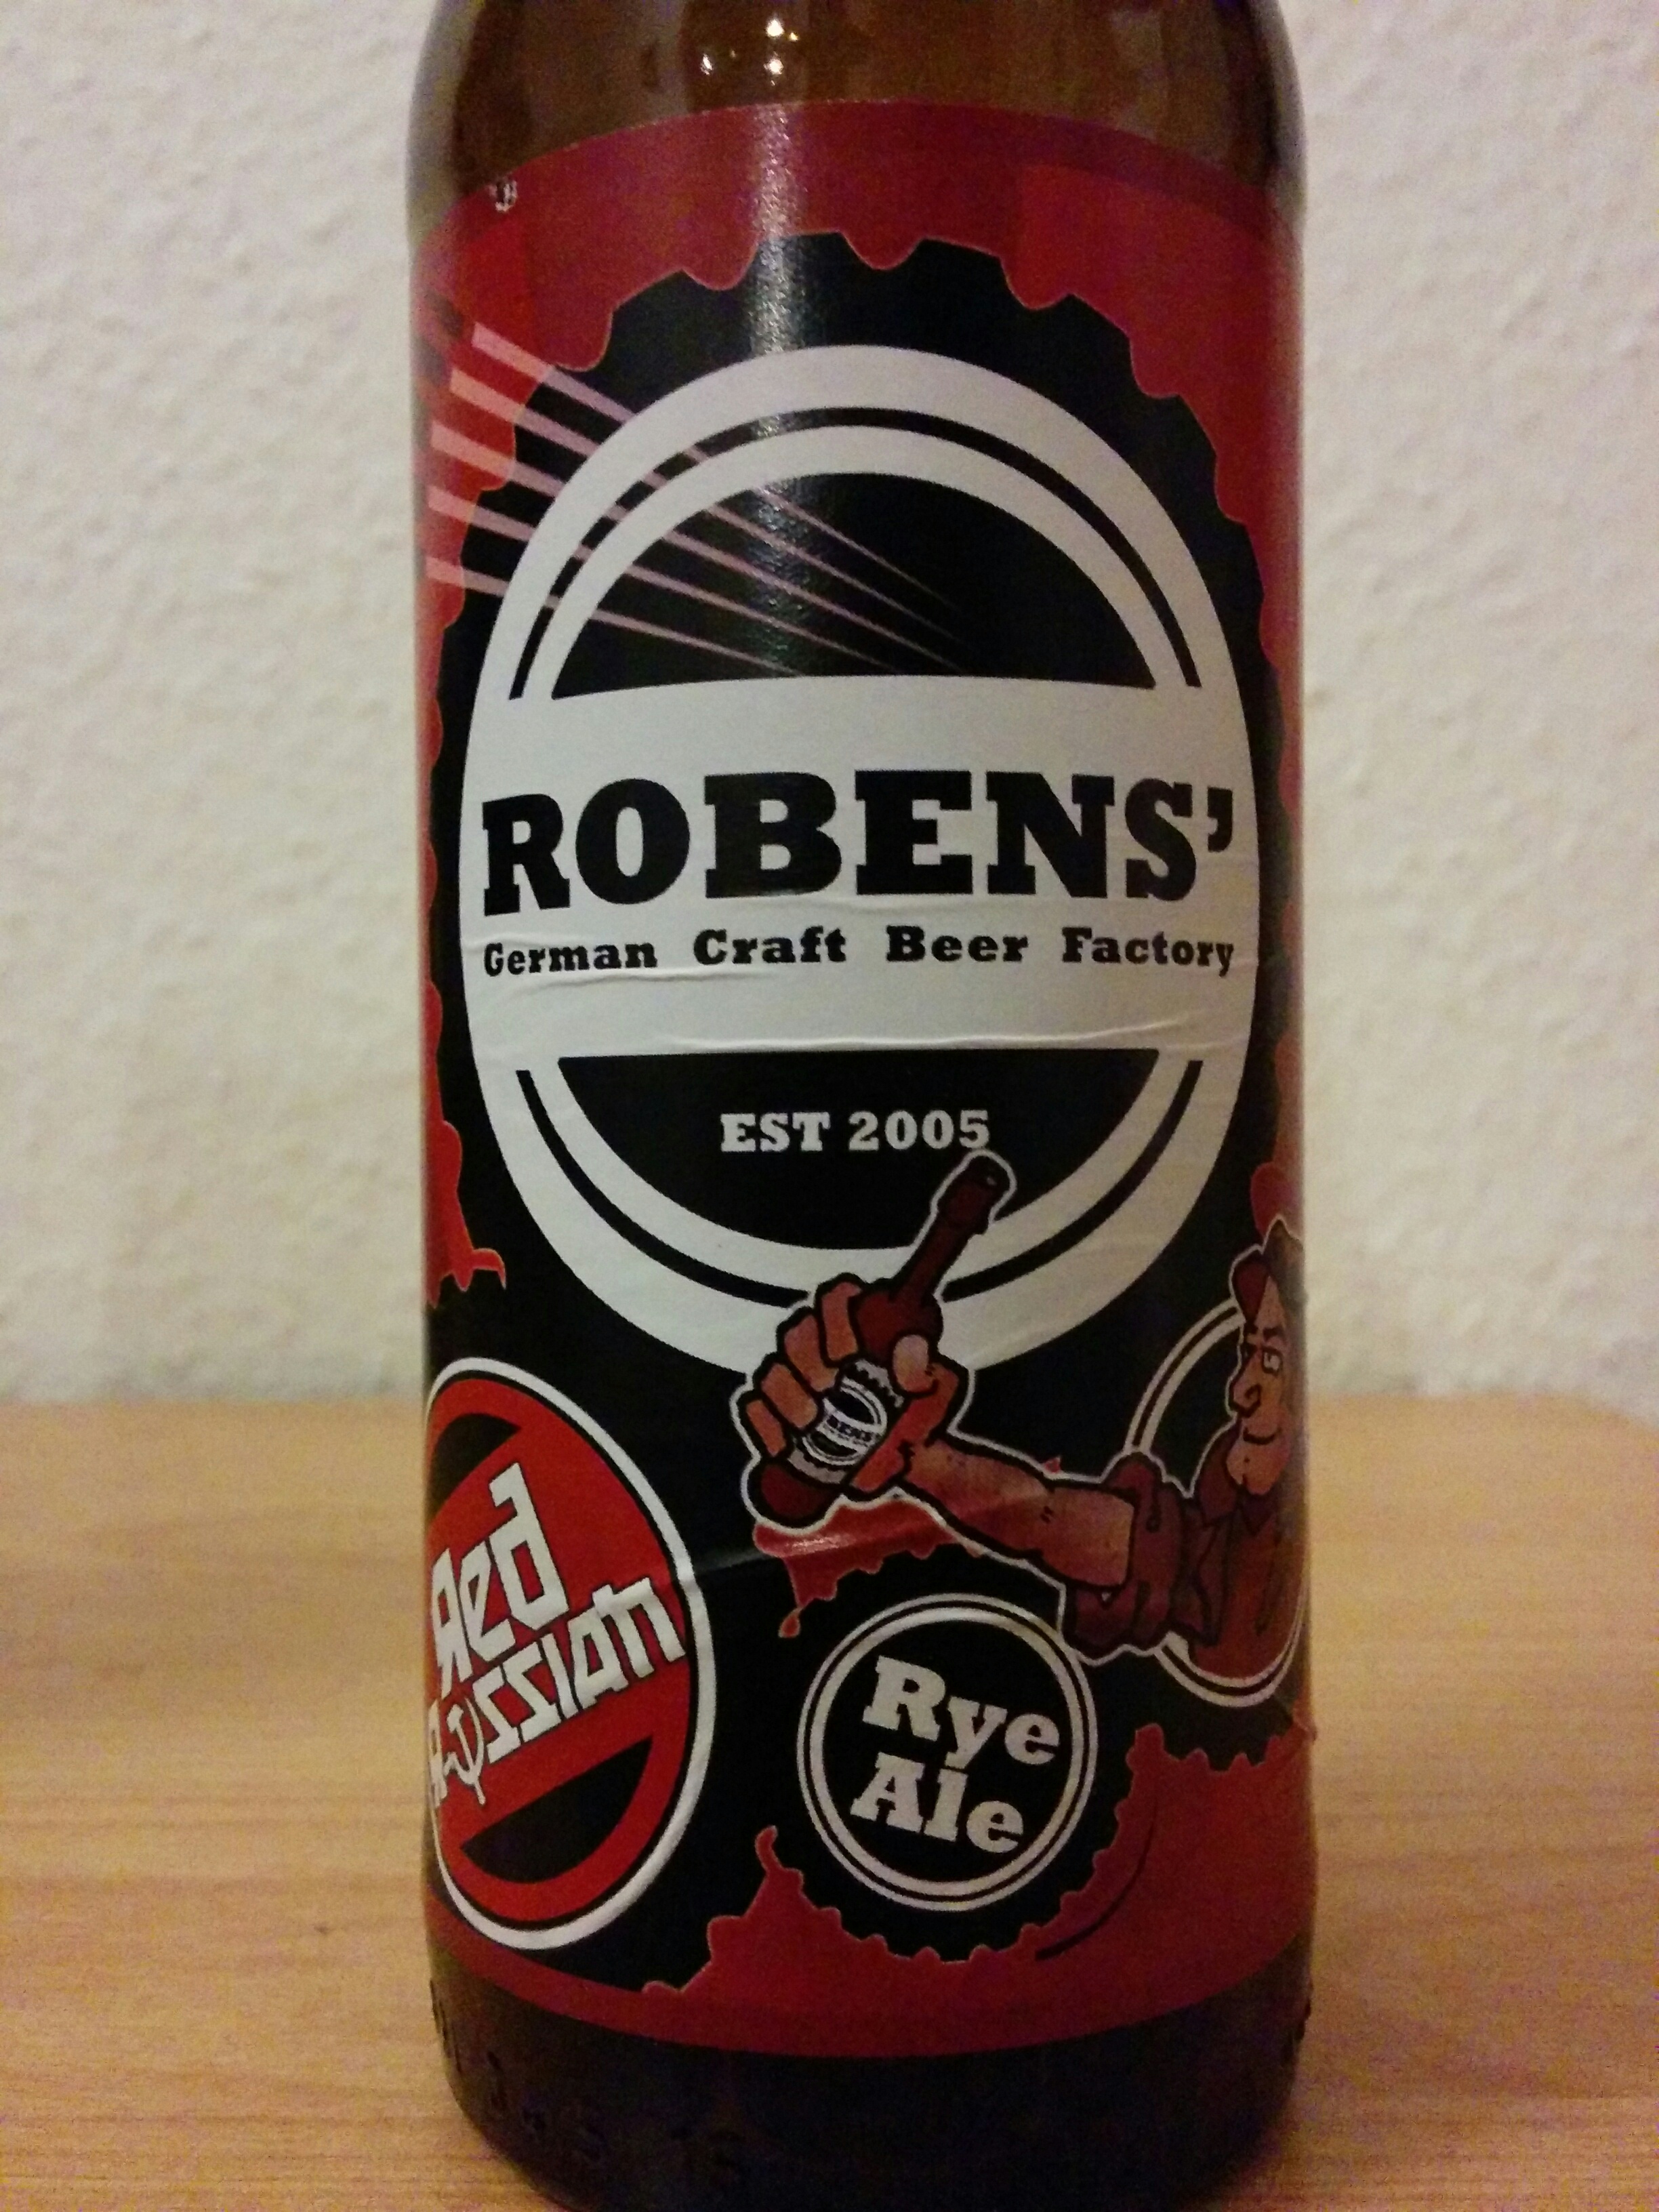 ROBENS'
German Craft Beer Factory
EST 2005
Red
Russian
Rye
Ale